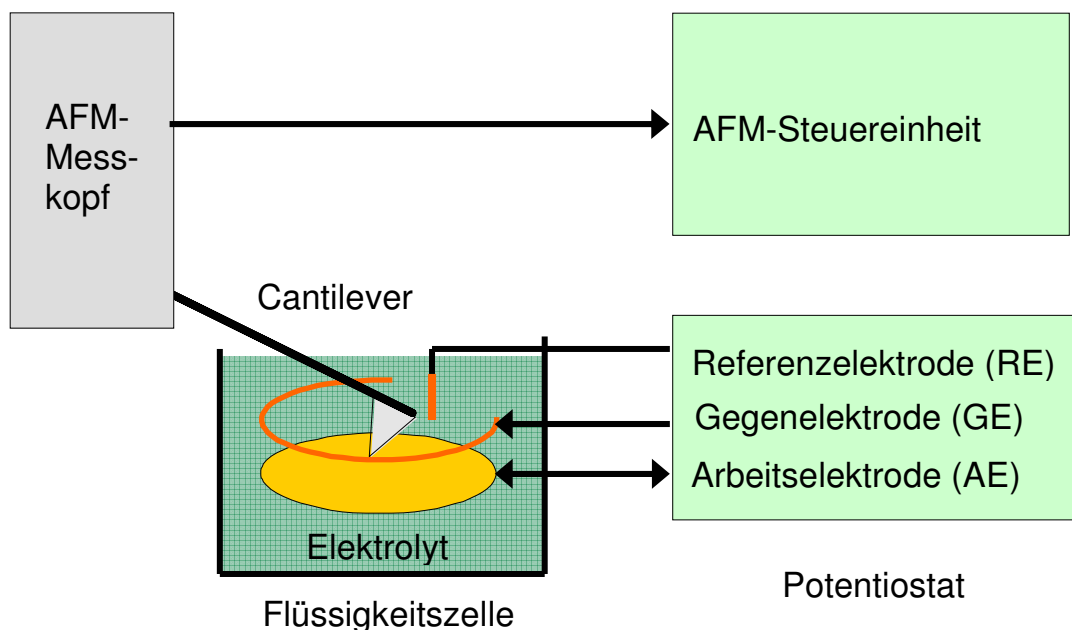 AFM-
Mess-
kopf
AFM-Steuereinheit
Cantilever
Referenzelektrode (RE)
Gegenelektrode (GE)
Arbeitselektrode (AE)
Elektrolyt
Potentiostat
Flüssigkeitszelle